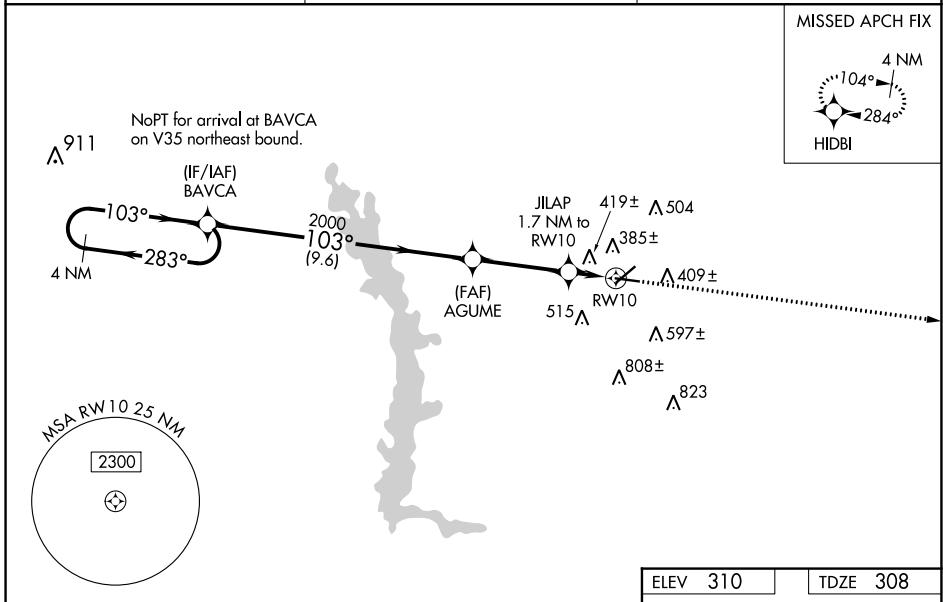 MISSED APCH FIX
4 NM
104°
284°
HIDBI
NoPT for arrival at BAVCA
on V35 northeast bound.
911
(IF/IAF)
BAVCA
103°
283°
4 NM
2000
103°
(9.6)
(FAF)
AGUME
JILAP
1.7 NM to
RW10
419±
504
385±
409±
RW10
515
597±
808±
823
MSA RW10 25 NM
2300
ELEV 310
TDZE 308